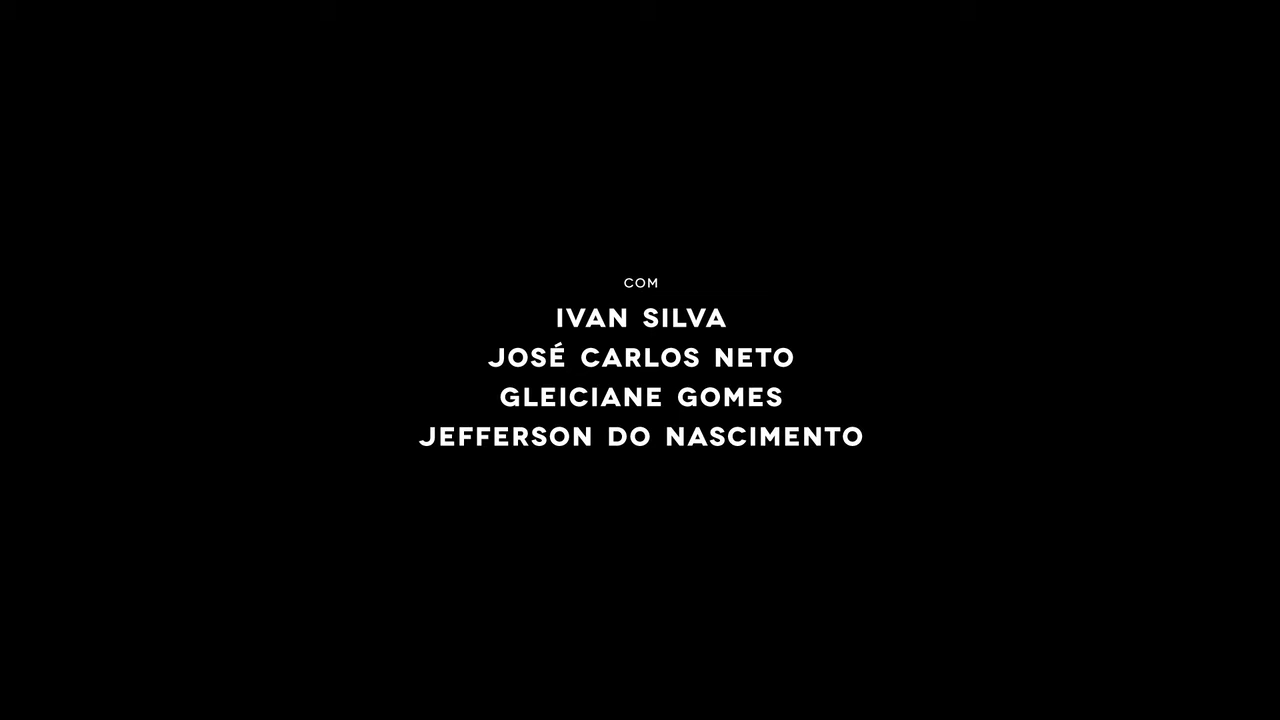 COM
IVAN SILVA
JOSÉ CARLOS NETO
GLEICIANE GOMES
JEFFERSON DO NASCIMENTO